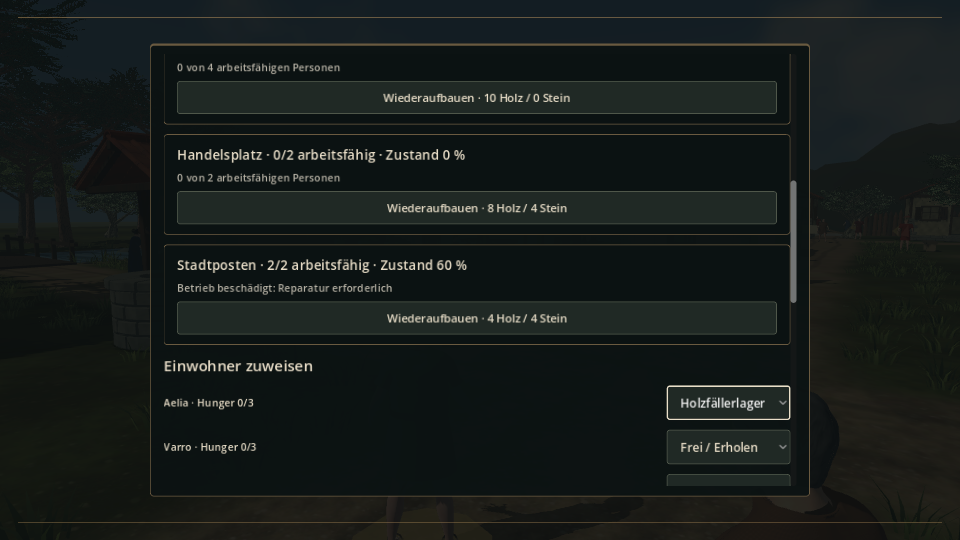 0 von 4 arbeitsfähigen Personen
Wiederaufbauen · 10 Holz / 0 Stein
Handelsplatz · 0/2 arbeitsfähig · Zustand 0 %
0 von 2 arbeitsfähigen Personen
Wiederaufbauen · 8 Holz / 4 Stein
Stadtposten · 2/2 arbeitsfähig · Zustand 60 %
Betrieb beschädigt: Reparatur erforderlich
Wiederaufbauen · 4 Holz / 4 Stein
Einwohner zuweisen
Aelia · Hunger 0/3
Holzfällerlager
Varro · Hunger 0/3
Frei / Erholen